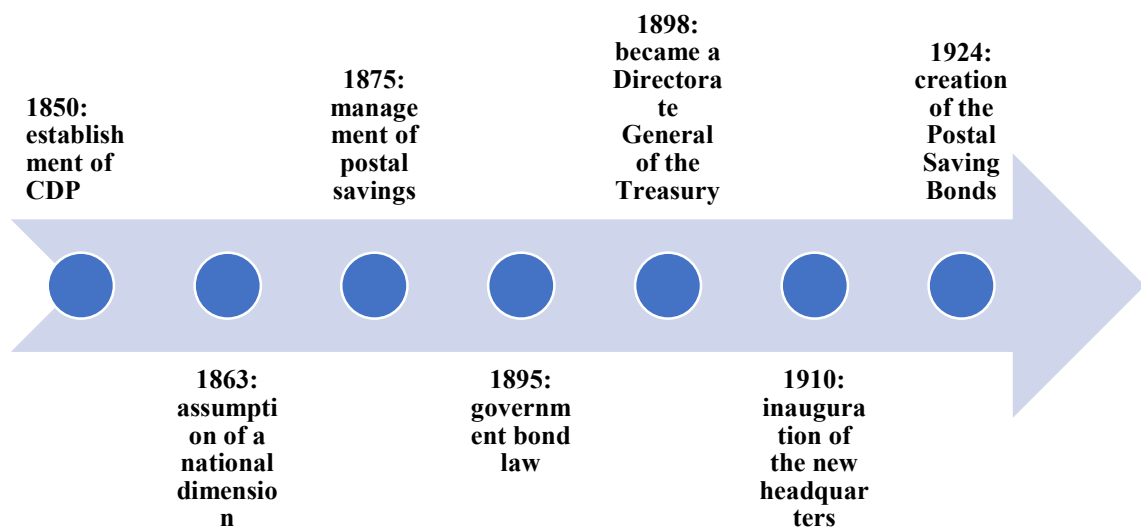 1850:
establish
ment of
CDP
1863:
assumpti
on of a
national
dimensio
n
1875:
manage
ment of
postal
savings
1895:
governm
ent bond
law
1898:
became a
Directora
te
General
of the
Treasury
1910:
inaugura
tion of
the new
headquar
ters
1924:
creation
of the
Postal
Saving
Bonds